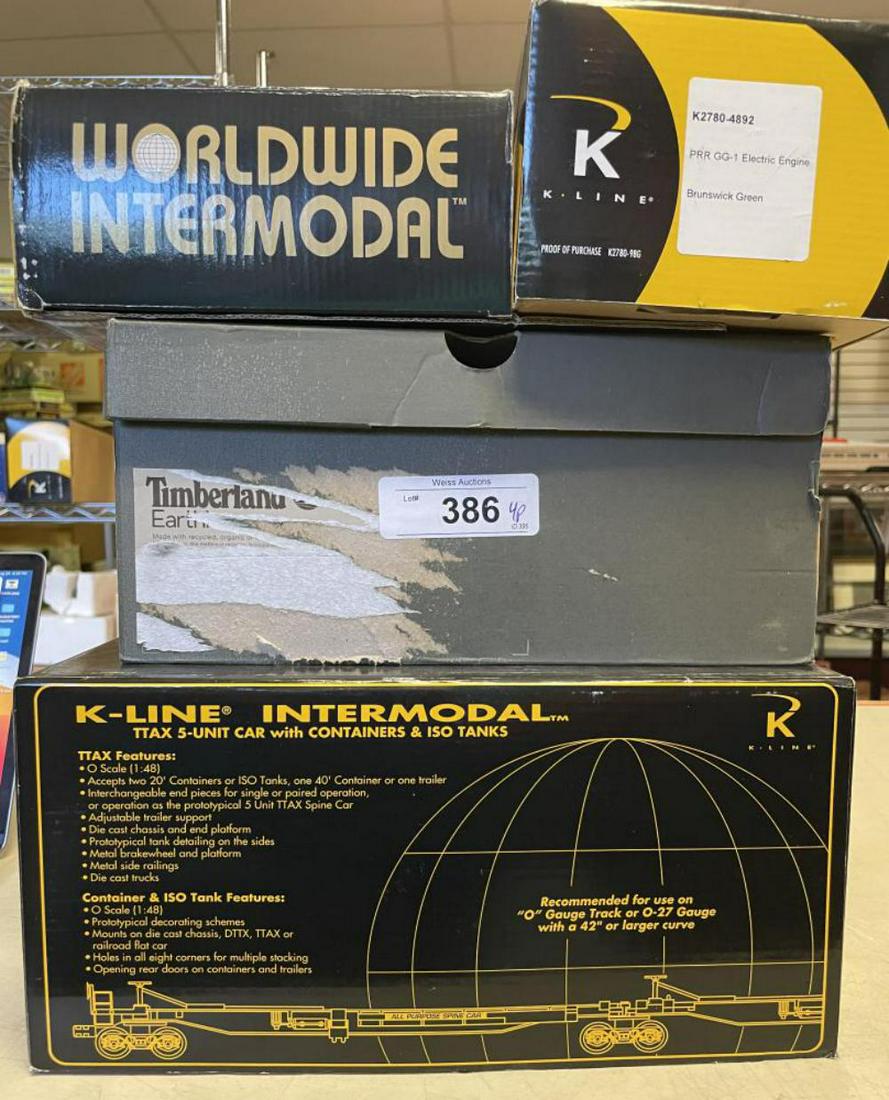 WORLDWIDE
INTERMODAL™
K
K·LINE®
PROOF OF PURCHASE K2780-98G
K2780-4892
PRR GG-1 Electric Engine
Brunswick Green
Timberland
Earth
Made with recycled, organic
Weiss Auctions
Lot#
386 4p
ID 395
K-LINE® INTERMODAL™
TTAX 5-UNIT CAR with CONTAINERS & ISO TANKS
K
K·LINE®
TTAX Features:
• O Scale (1:48)
• Accepts two 20' Containers or ISO Tanks, one 40' Container or one trailer
• Interchangeable end pieces for single or paired operation,
or operation as the prototypical 5 Unit TTAX Spine Car
• Adjustable trailer support
• Die cast chassis and end platform
• Prototypical tank detailing on the sides
• Metal brakewheel and platform
• Metal side railings
• Die cast trucks
Container & ISO Tank Features:
• O Scale (1:48)
• Prototypical decorating schemes
• Mounts on die cast chassis, DTTX, TTAX or
railroad flat car
• Holes in all eight corners for multiple stacking
• Opening rear doors on containers and trailers
Recommended for use on
"O" Gauge Track or O-27 Gauge
with a 42" or larger curve
ALL PURPOSE SPINE CAR